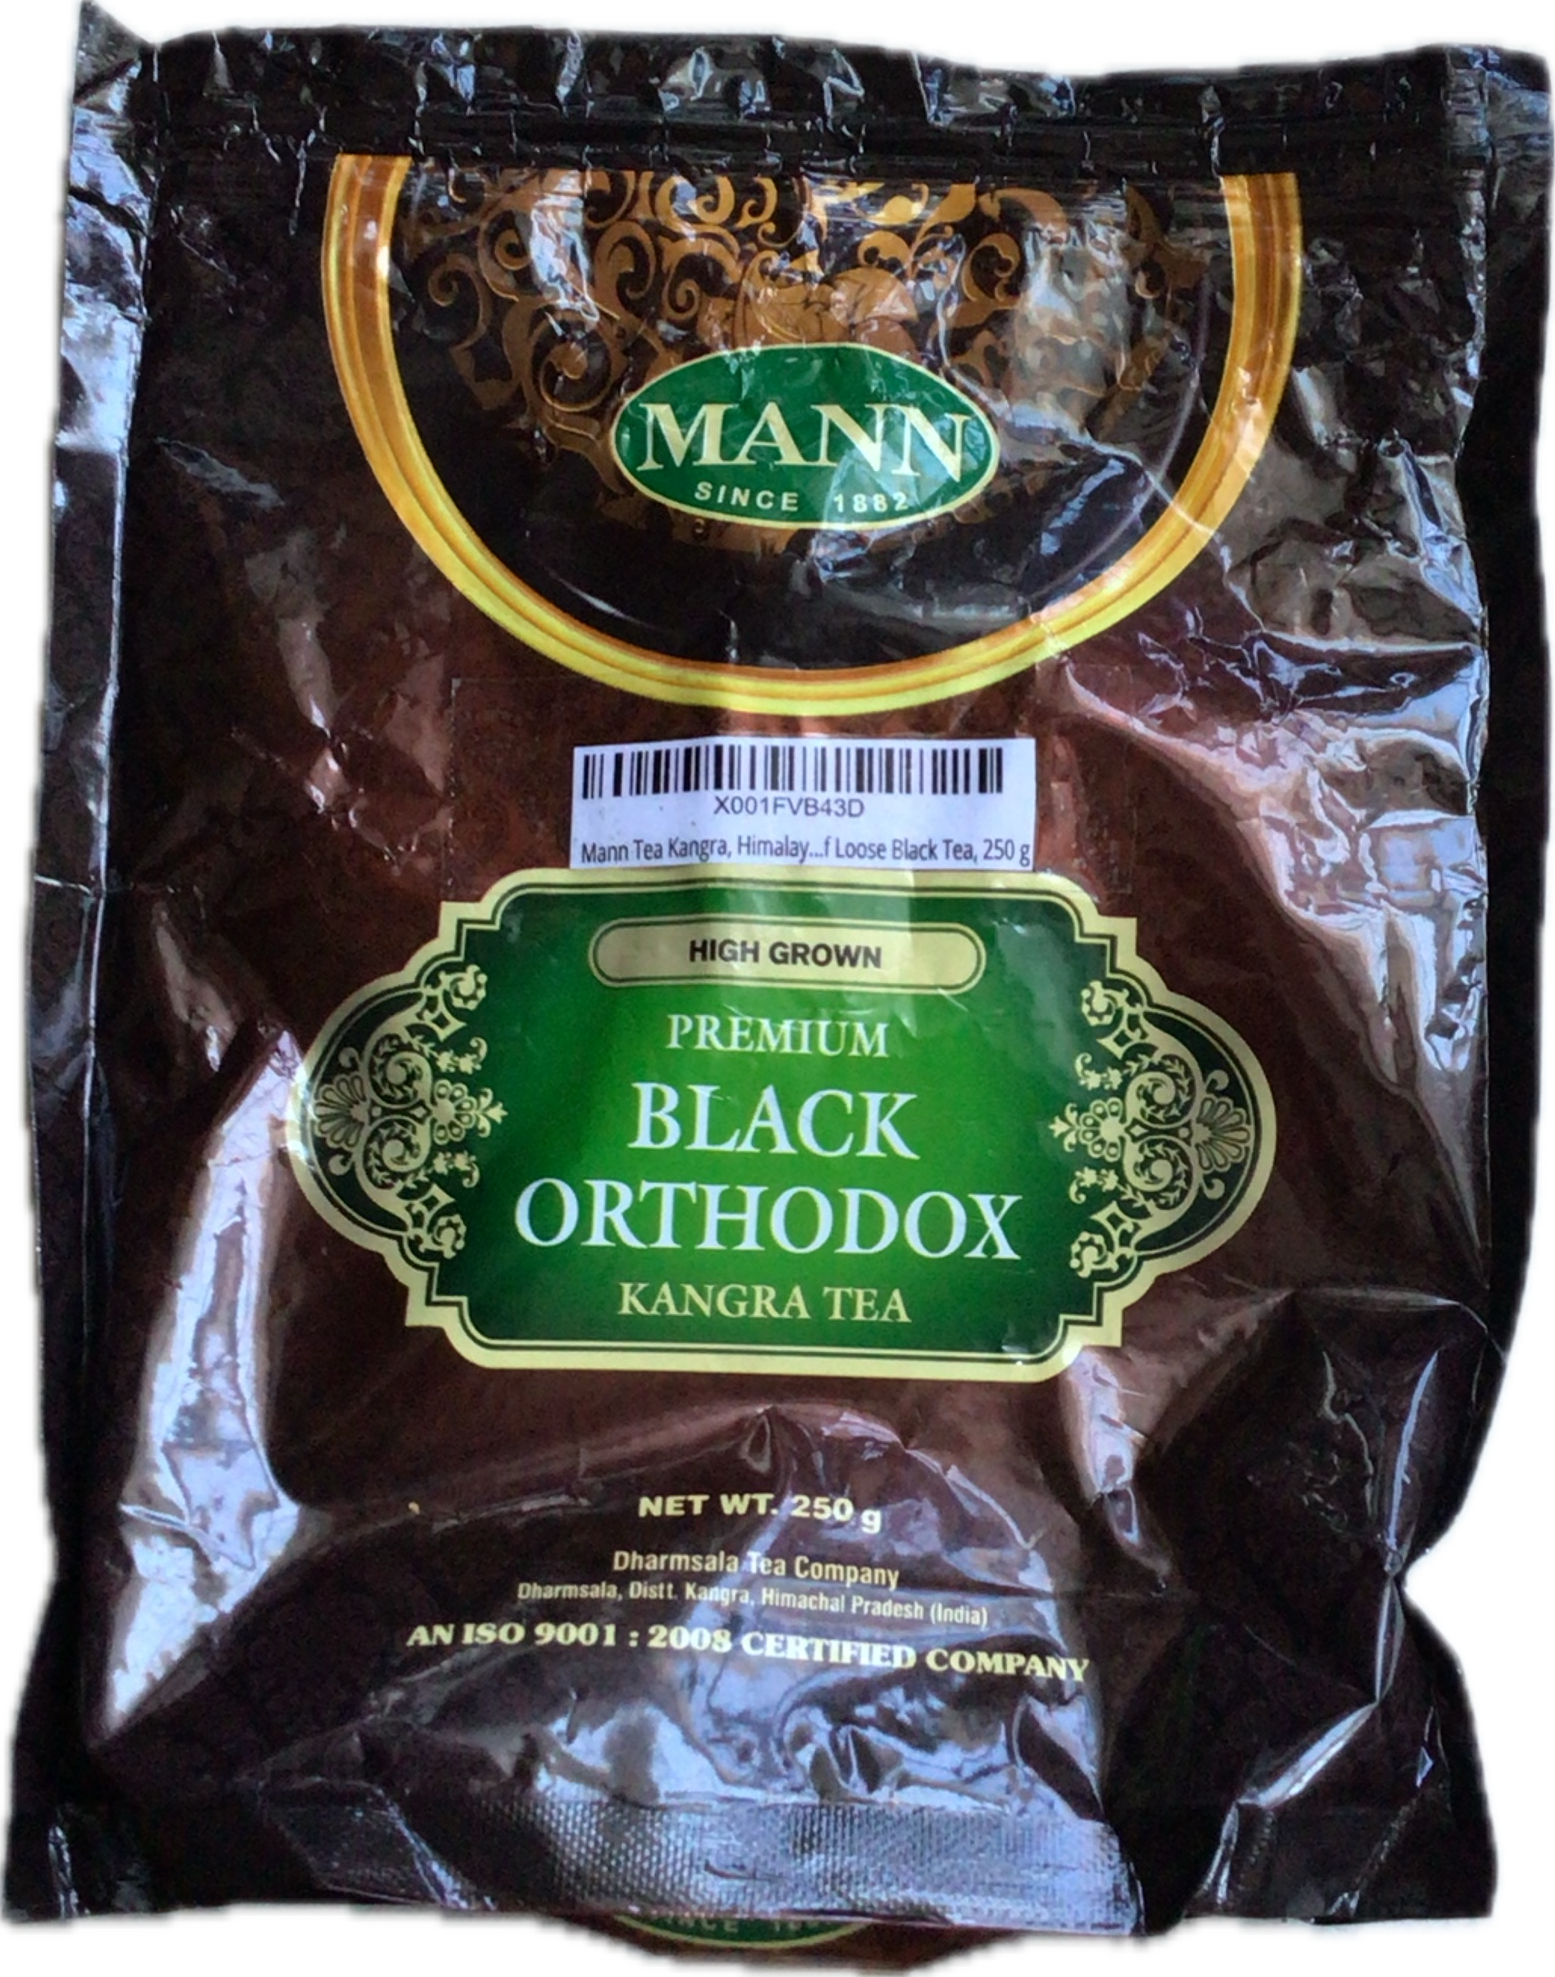 MANN
SINCE 1882
X001FVB43D
Mann Tea Kangra, Himalay...f Loose Black Tea, 250 g
HIGH GROWN
PREMIUM
BLACK
ORTHODOX
KANGRA TEA
NET WT. 250 g
Dharmsala Tea Company
Dharmsala, Distt. Kangra, Himachal Pradesh (India)
AN ISO 9001 : 2008 CERTIFIED COMPANY